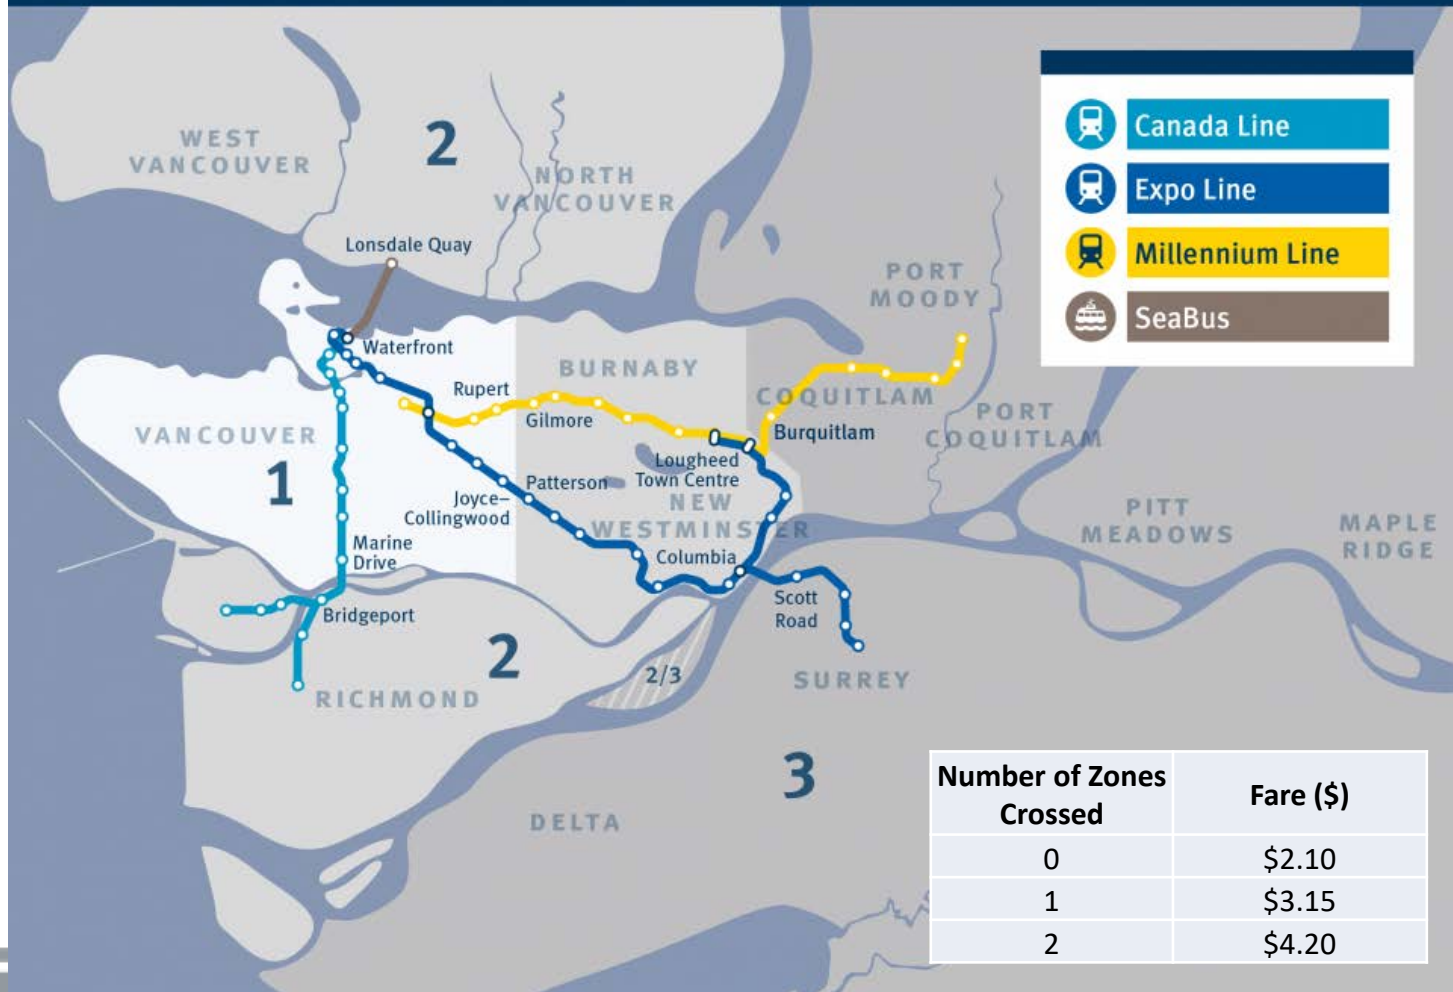 WEST
VANCOUVER
2
NORTH
VANCOUVER
Lonsdale Quay
PORT
MOODY
Canada Line
Expo Line
Millennium Line
SeaBus
Waterfront
BURNABY
Rupert
Gilmore
COQUITLAM
PORT
COQUITLAM
VANCOUVER
1
Burquitlam
Lougheed
Town Centre
Patterson
Joyce–
Collingwood
NEW
WESTMINSTER
PITT
MEADOWS
MAPLE
RIDGE
Marine
Drive
Columbia
Scott
Road
Bridgeport
2
2/3
RICHMOND
SURREY
3
DELTA
Number of Zones
Crossed
Fare ($)
0 $2.10
1 $3.15
2 $4.20